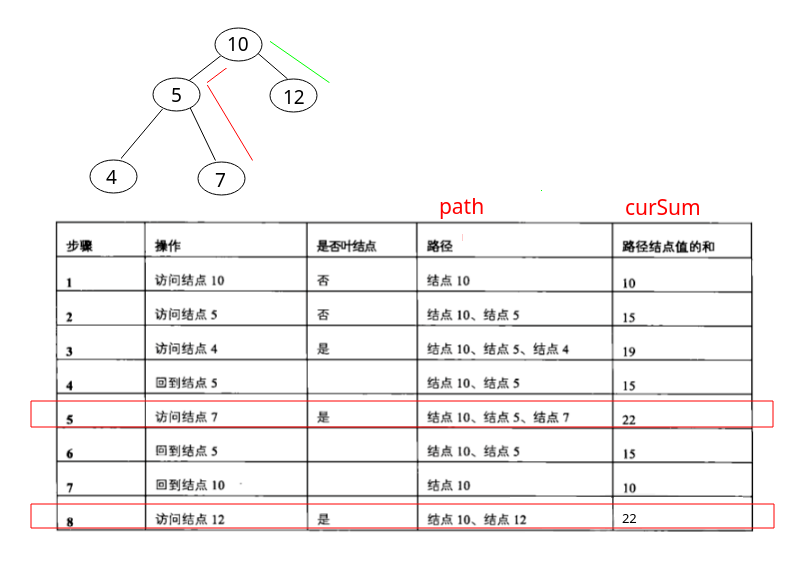 10
5
12
4
7
path curSum
步骤 操作 是否叶结点 路径 路径结点值的和
1 访问结点 10 否 结点 10 10
2 访问结点 5 否 结点 10、结点 5 15
3 访问结点 4 是 结点 10、结点 5、结点 4 19
4 回到结点 5 结点 10、结点 5 15
5 访问结点 7 是 结点 10、结点 5、结点 7 22
6 回到结点 5 结点 10、结点 5 15
7 回到结点 10 结点 10 10
8 访问结点 12 是 结点 10、结点 12 22